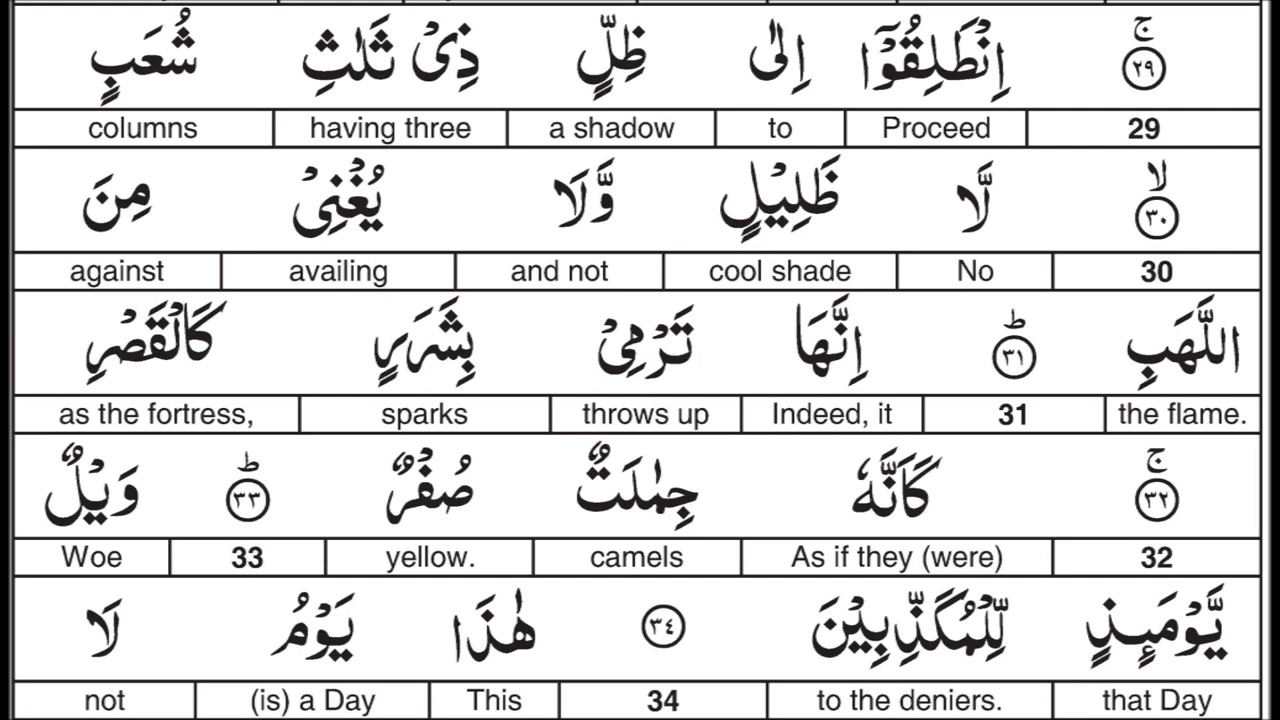 ۝٢٩ ج اِنْطَلِقُوْٓا اِلٰى ظِلٍّ ذِىْ ثَلٰثِ شُعَبٍ
29 Proceed to a shadow having three columns
۝٣٠ لا لَّا ظَلِيْلٍ وَّلَا يُغْنِىْ مِنَ
30 No cool shade and not availing against
اللَّهَبِ ۝٣١ ط اِنَّهَا تَرْمِىْ بِشَرَرٍ كَالْقَصْرِ
the flame. 31 Indeed, it throws up sparks as the fortress,
۝٣٢ ج كَاَنَّهٗ جِمٰلَتٌ صُفْرٌ ۝٣٣ ط وَيْلٌ
32 As if they (were) camels yellow. 33 Woe
يَّوْمَئِذٍ لِّلْمُكَذِّبِيْنَ ۝٣٤ هٰذَا يَوْمُ لَا
that Day to the deniers. 34 This (is) a Day not